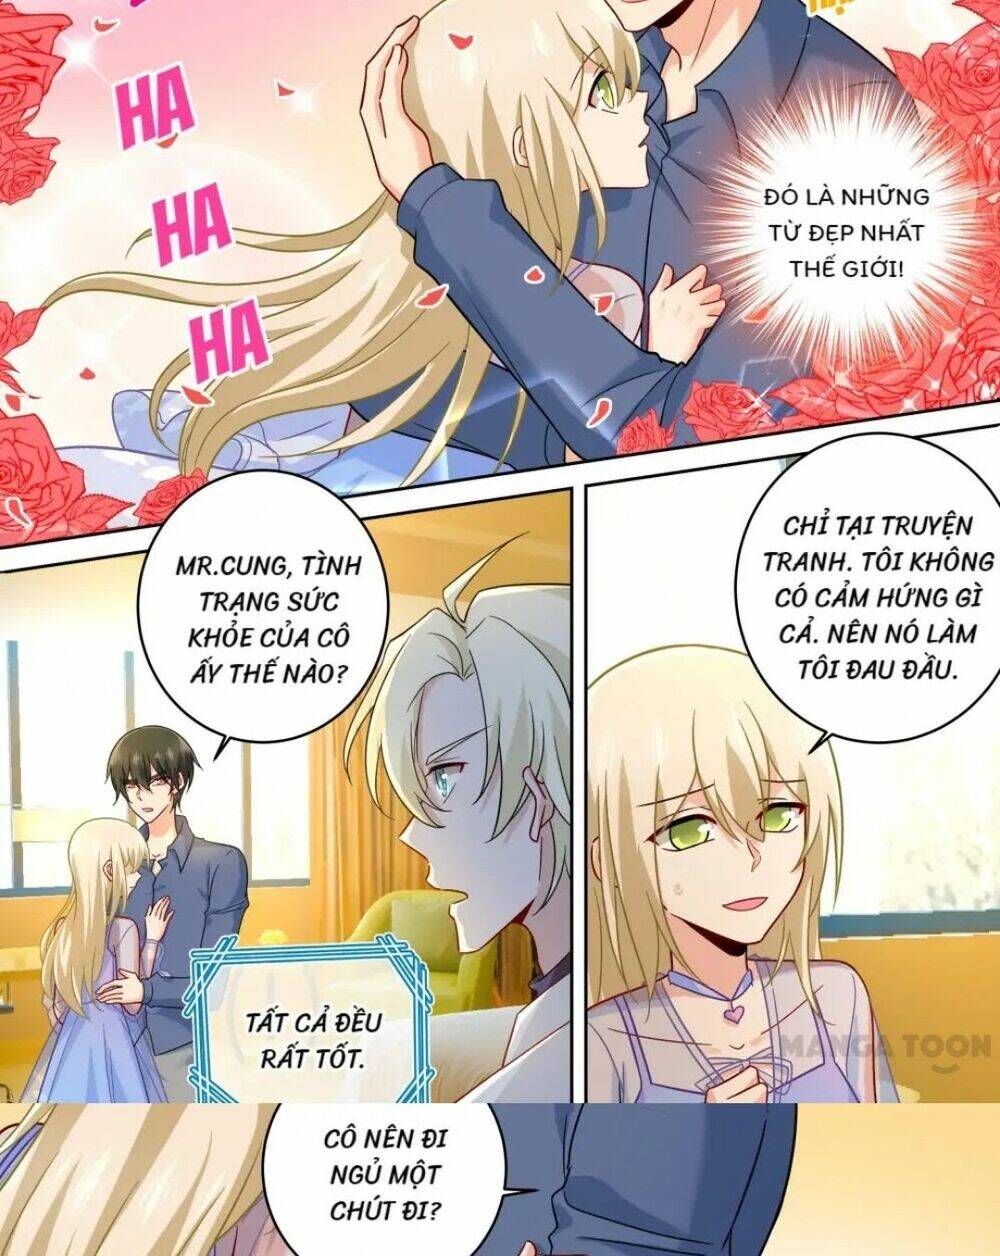 HA
HA
HA
ĐÓ LÀ NHỮNG
TỪ ĐẸP NHẤT
THẾ GIỚI!
MR.CUNG, TÌNH
TRẠNG SỨC
KHỎE CỦA CÔ
ẤY THẾ NÀO?
CHỈ TẠI TRUYỆN
TRANH. TÔI KHÔNG
CÓ CẢM HỨNG GÌ
CẢ. NÊN NÓ LÀM
TÔI ĐAU ĐẦU.
TẤT CẢ ĐỀU
RẤT TỐT.
MANGA TOON
CÔ NÊN ĐI
NGỦ MỘT
CHÚT ĐI?